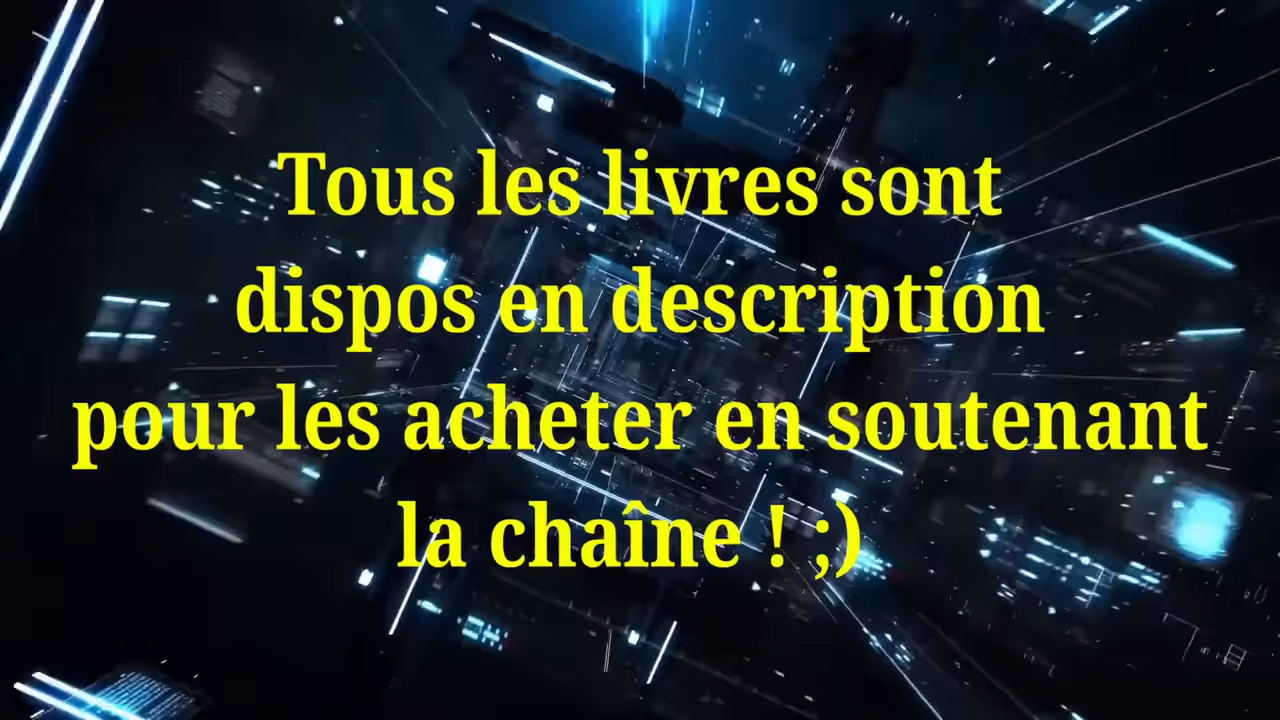 Tous les livres sont
dispos en description
pour les acheter en soutenant
la chaîne ! ;)